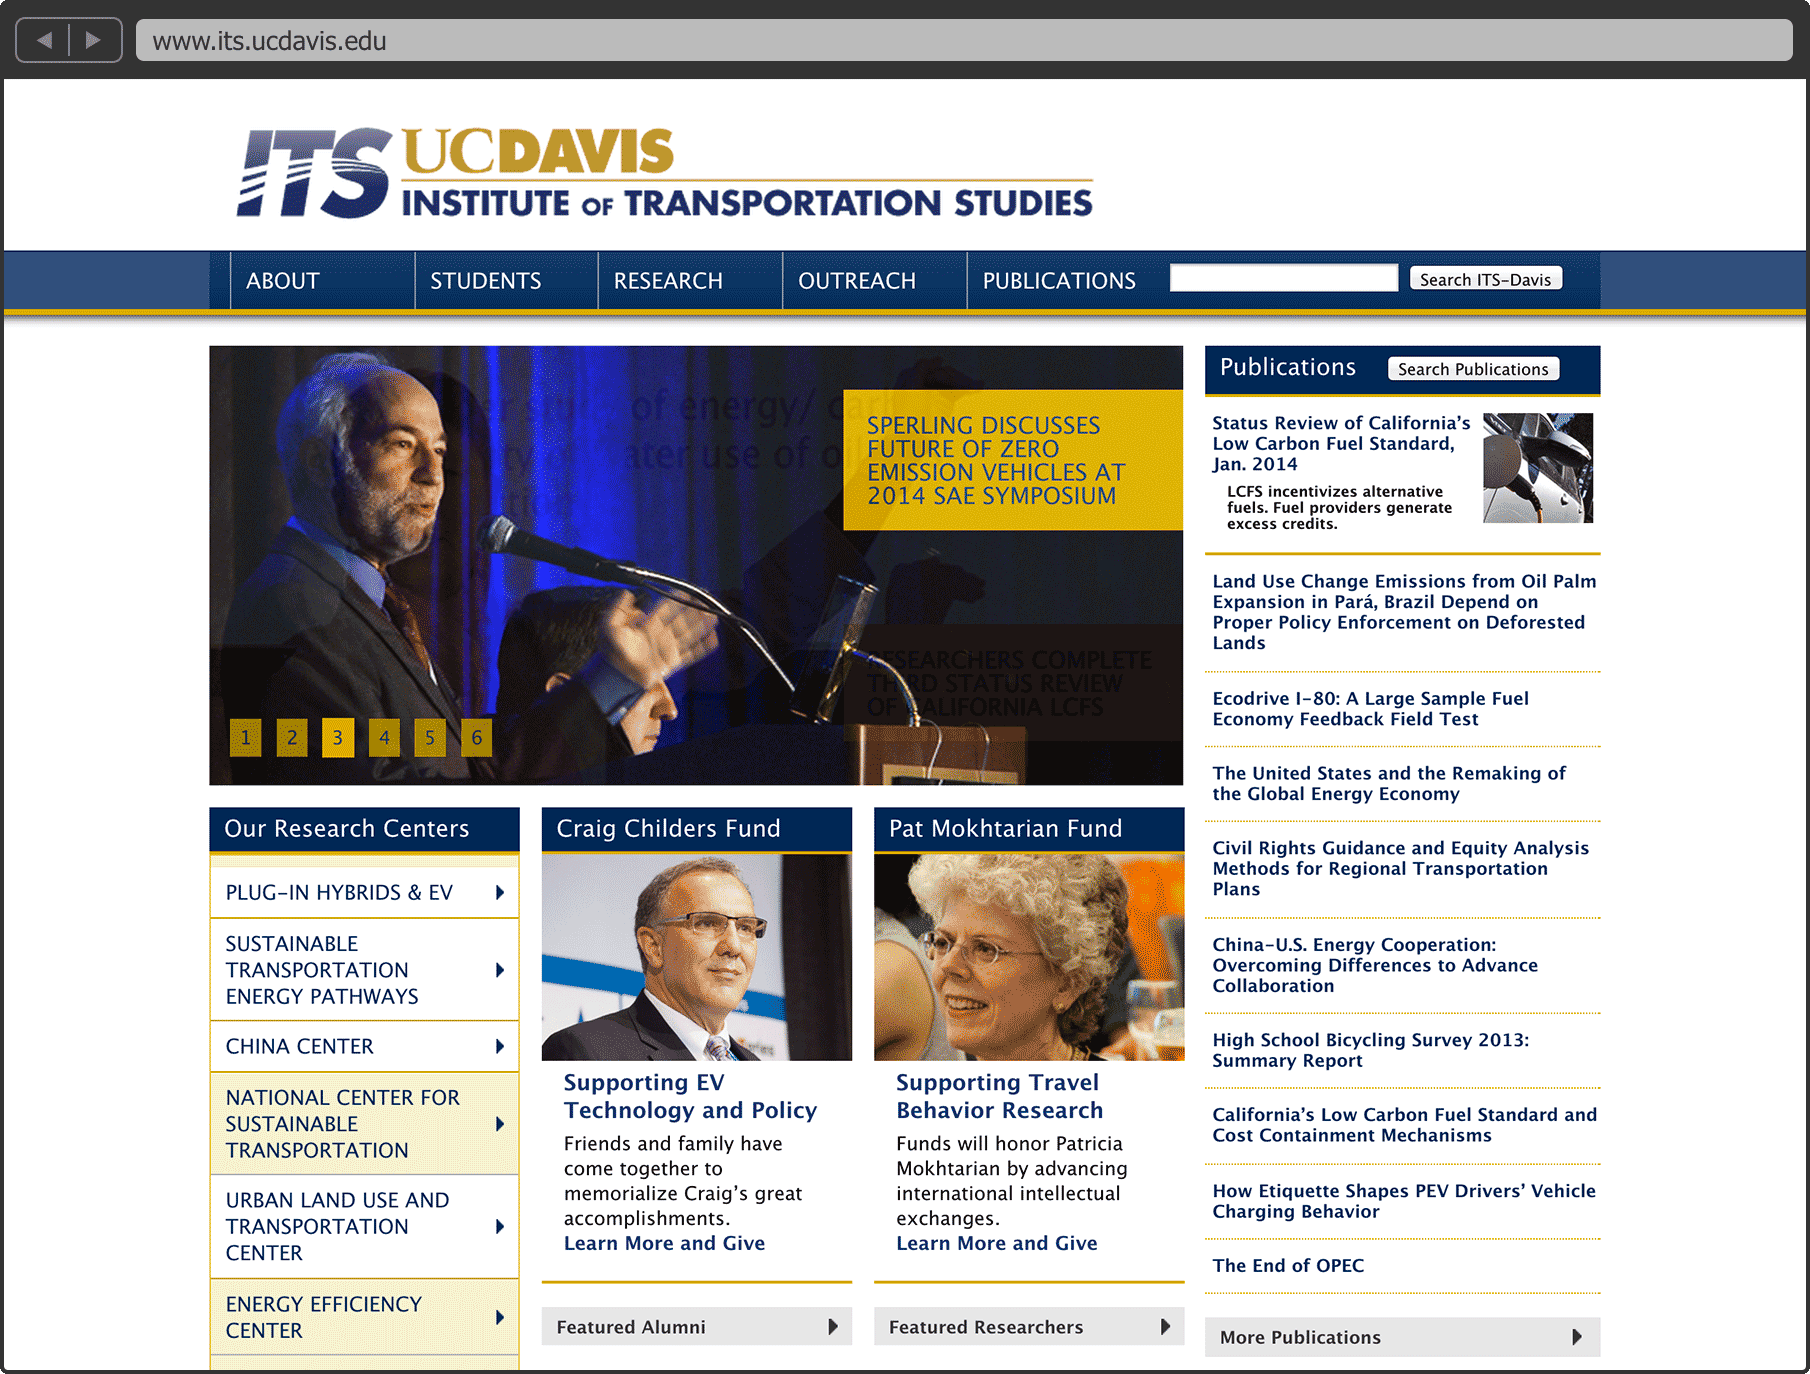 www.its.ucdavis.edu
ITS UCDAVIS
INSTITUTE OF TRANSPORTATION STUDIES
ABOUT
STUDENTS
RESEARCH
OUTREACH
PUBLICATIONS
Search ITS-Davis
of energy/
water use of
SPERLING DISCUSSES
FUTURE OF ZERO
EMISSION VEHICLES AT
2014 SAE SYMPOSIUM
RESEARCHERS COMPLETE
THIRD STATUS REVIEW
OF CALIFORNIA LCFS
1 2 3 4 5 6
Our Research Centers
PLUG-IN HYBRIDS & EV
SUSTAINABLE
TRANSPORTATION
ENERGY PATHWAYS
CHINA CENTER
NATIONAL CENTER FOR
SUSTAINABLE
TRANSPORTATION
URBAN LAND USE AND
TRANSPORTATION
CENTER
ENERGY EFFICIENCY
CENTER
Craig Childers Fund
Supporting EV
Technology and Policy
Friends and family have
come together to
memorialize Craig's great
accomplishments.
Learn More and Give
Featured Alumni
Pat Mokhtarian Fund
Supporting Travel
Behavior Research
Funds will honor Patricia
Mokhtarian by advancing
international intellectual
exchanges.
Learn More and Give
Featured Researchers
Publications
Search Publications
Status Review of California's
Low Carbon Fuel Standard,
Jan. 2014
LCFS incentivizes alternative
fuels. Fuel providers generate
excess credits.
Land Use Change Emissions from Oil Palm
Expansion in Pará, Brazil Depend on
Proper Policy Enforcement on Deforested
Lands
Ecodrive I-80: A Large Sample Fuel
Economy Feedback Field Test
The United States and the Remaking of
the Global Energy Economy
Civil Rights Guidance and Equity Analysis
Methods for Regional Transportation
Plans
China-U.S. Energy Cooperation:
Overcoming Differences to Advance
Collaboration
High School Bicycling Survey 2013:
Summary Report
California's Low Carbon Fuel Standard and
Cost Containment Mechanisms
How Etiquette Shapes PEV Drivers' Vehicle
Charging Behavior
The End of OPEC
More Publications